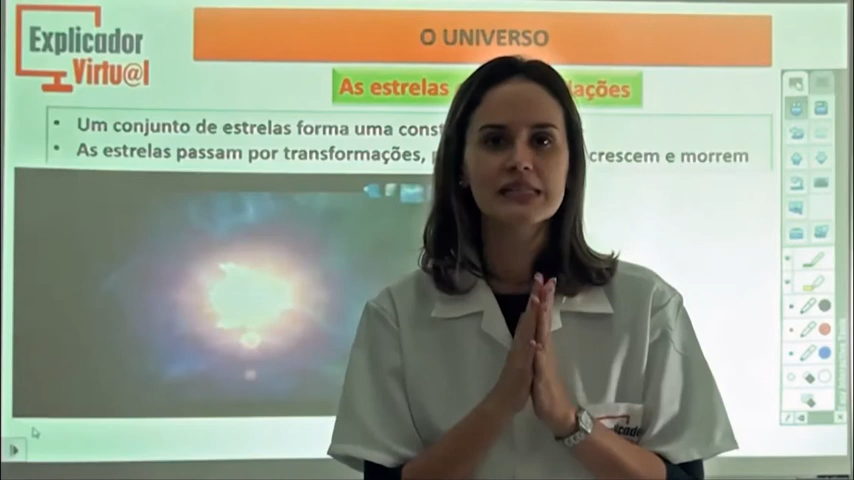 Explicador
Virtu@l
O UNIVERSO
As estrelas lações
Um conjunto de estrelas forma uma const
As estrelas passam por transformações, crescem e morrem